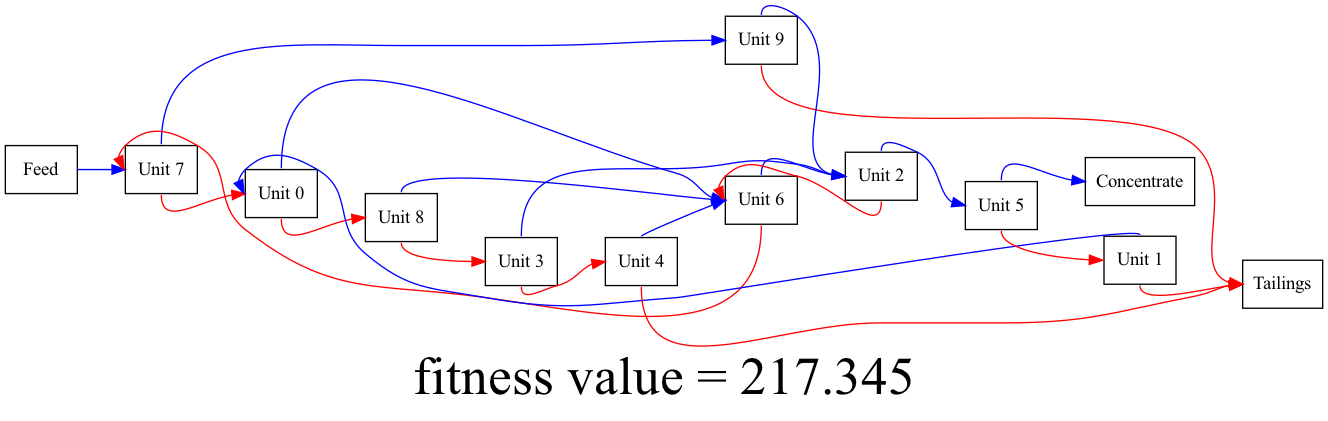 Unit 9
Feed
Unit 7
Unit 0
Unit 8
Unit 3
Unit 4
Unit 6
Unit 2
Unit 5
Concentrate
Unit 1
Tailings
fitness value = 217.345